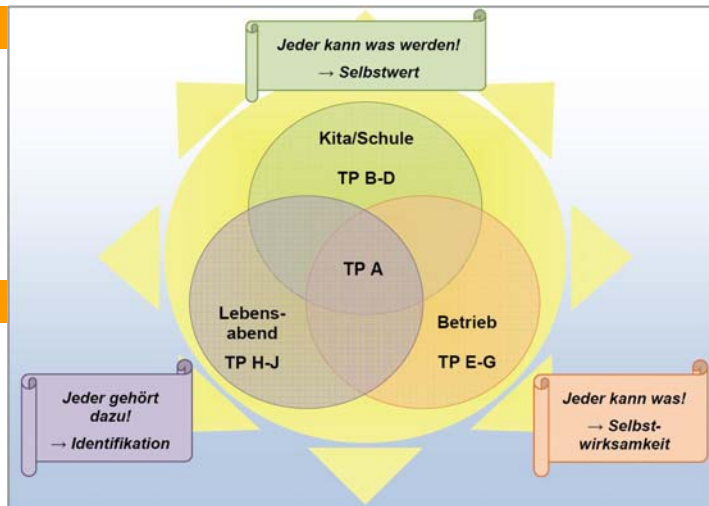 Jeder kann was werden!
→ Selbstwert
Kita/Schule
TP B-D
TP A
Lebens-
abend
TP H-J
Betrieb
TP E-G
Jeder gehört
dazu!
→ Identifikation
Jeder kann was!
→ Selbst-
wirksamkeit